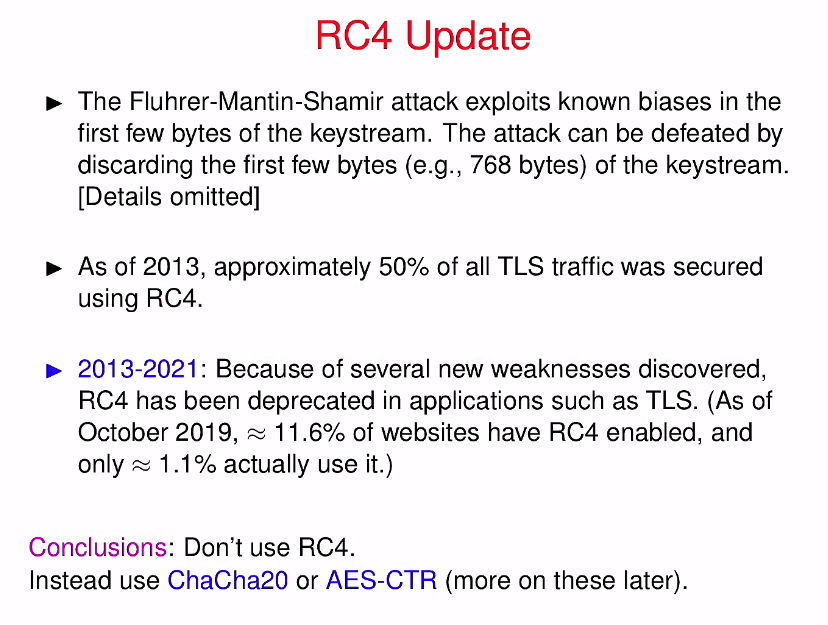 RC4 Update
▶ The Fluhrer-Mantin-Shamir attack exploits known biases in the
first few bytes of the keystream. The attack can be defeated by
discarding the first few bytes (e.g., 768 bytes) of the keystream.
[Details omitted]
▶ As of 2013, approximately 50% of all TLS traffic was secured
using RC4.
▶ 2013-2021: Because of several new weaknesses discovered,
RC4 has been deprecated in applications such as TLS. (As of
October 2019, ≈ 11.6% of websites have RC4 enabled, and
only ≈ 1.1% actually use it.)
Conclusions: Don't use RC4.
Instead use ChaCha20 or AES-CTR (more on these later).